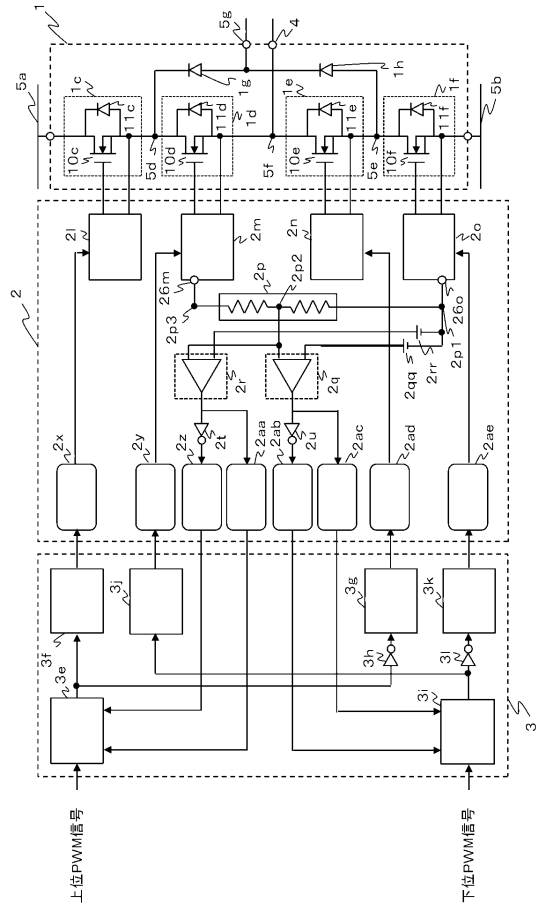 1
5g
4
5a
1c
1g
1d
1e
1h
1f
5b
11c
11d
11e
11f
10c
5d
10d
5f
10e
5e
10f
2
2l
2m
2n
2o
26m
2p
2p2
26o
2p3
2p1
2rr
2qq
2r
2q
2t
2u
2x
2y
2z
2aa
2ab
2ac
2ad
2ae
3f
3j
3g
3k
3h
3l
3e
3i
3
上位PWM信号
下位PWM信号